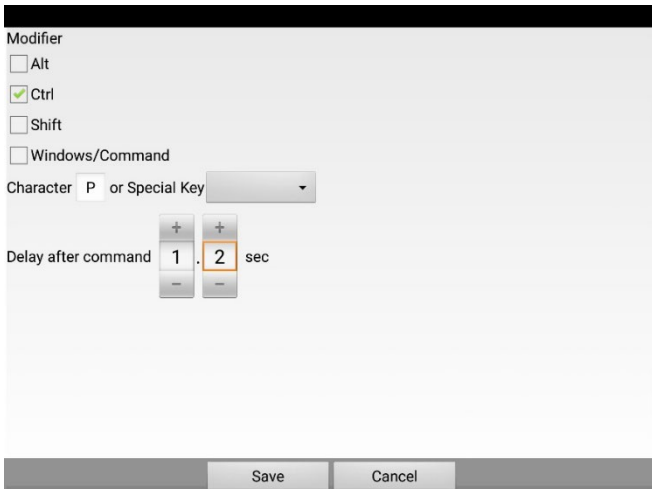 Modifier
Alt
Ctrl
Shift
Windows/Command
Character P or Special Key
+ +
Delay after command 1 . 2 sec
- -
Save Cancel